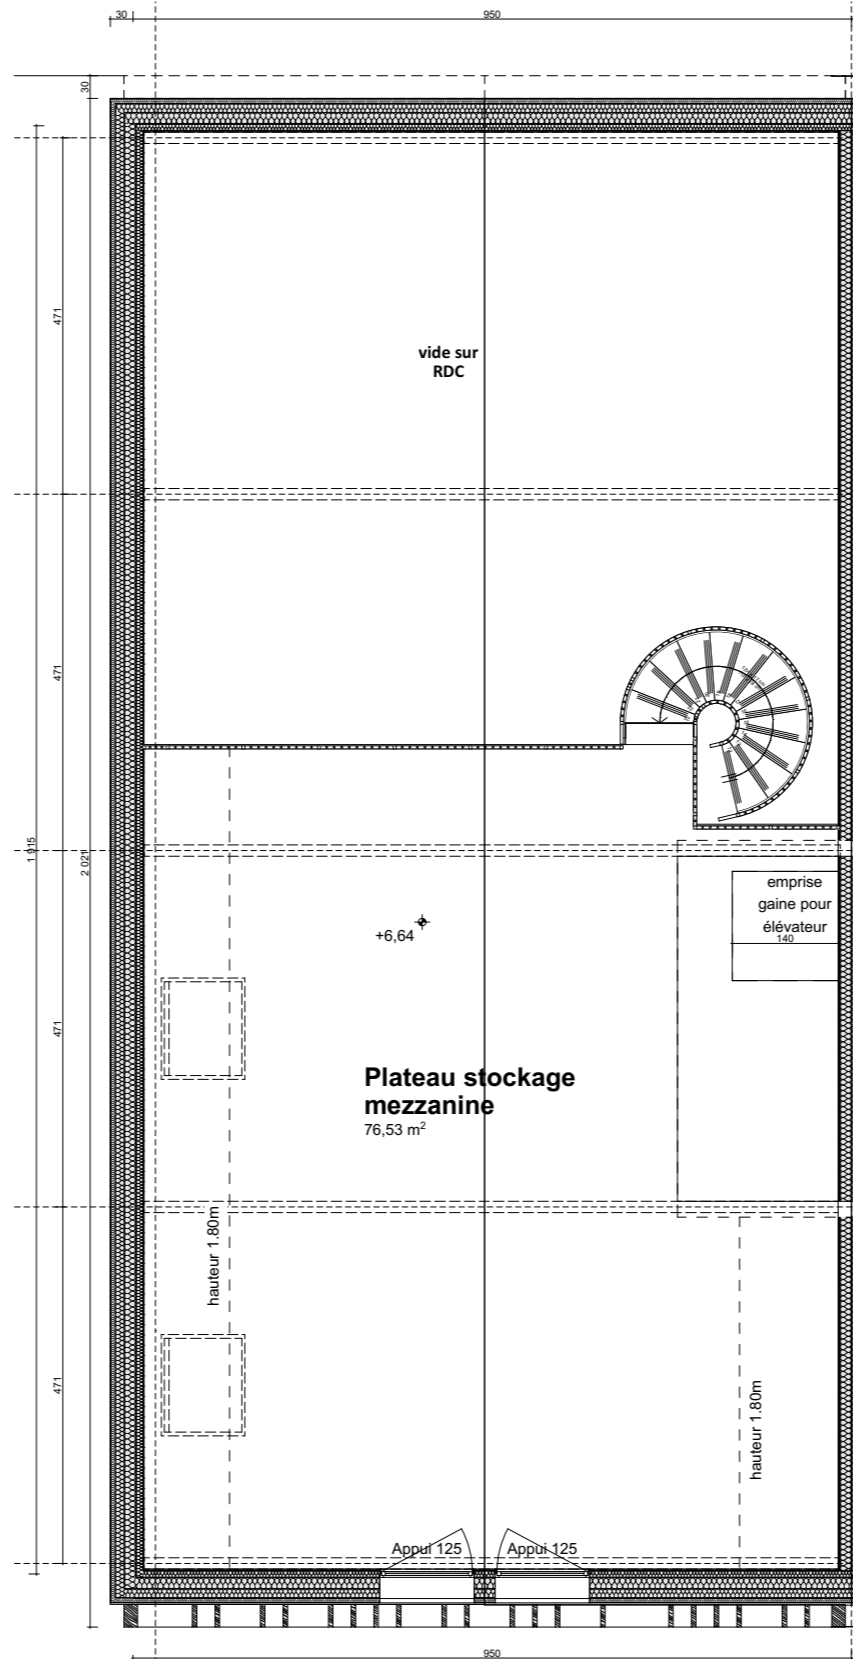 30
950
30
471
vide sur
RDC
471
1 915
2 021
emprise
gaine pour
élévateur
140
+6,64
471
Plateau stockage
mezzanine
76,53 m²
hauteur 1.80m
471
hauteur 1.80m
Appui 125
Appui 125
950